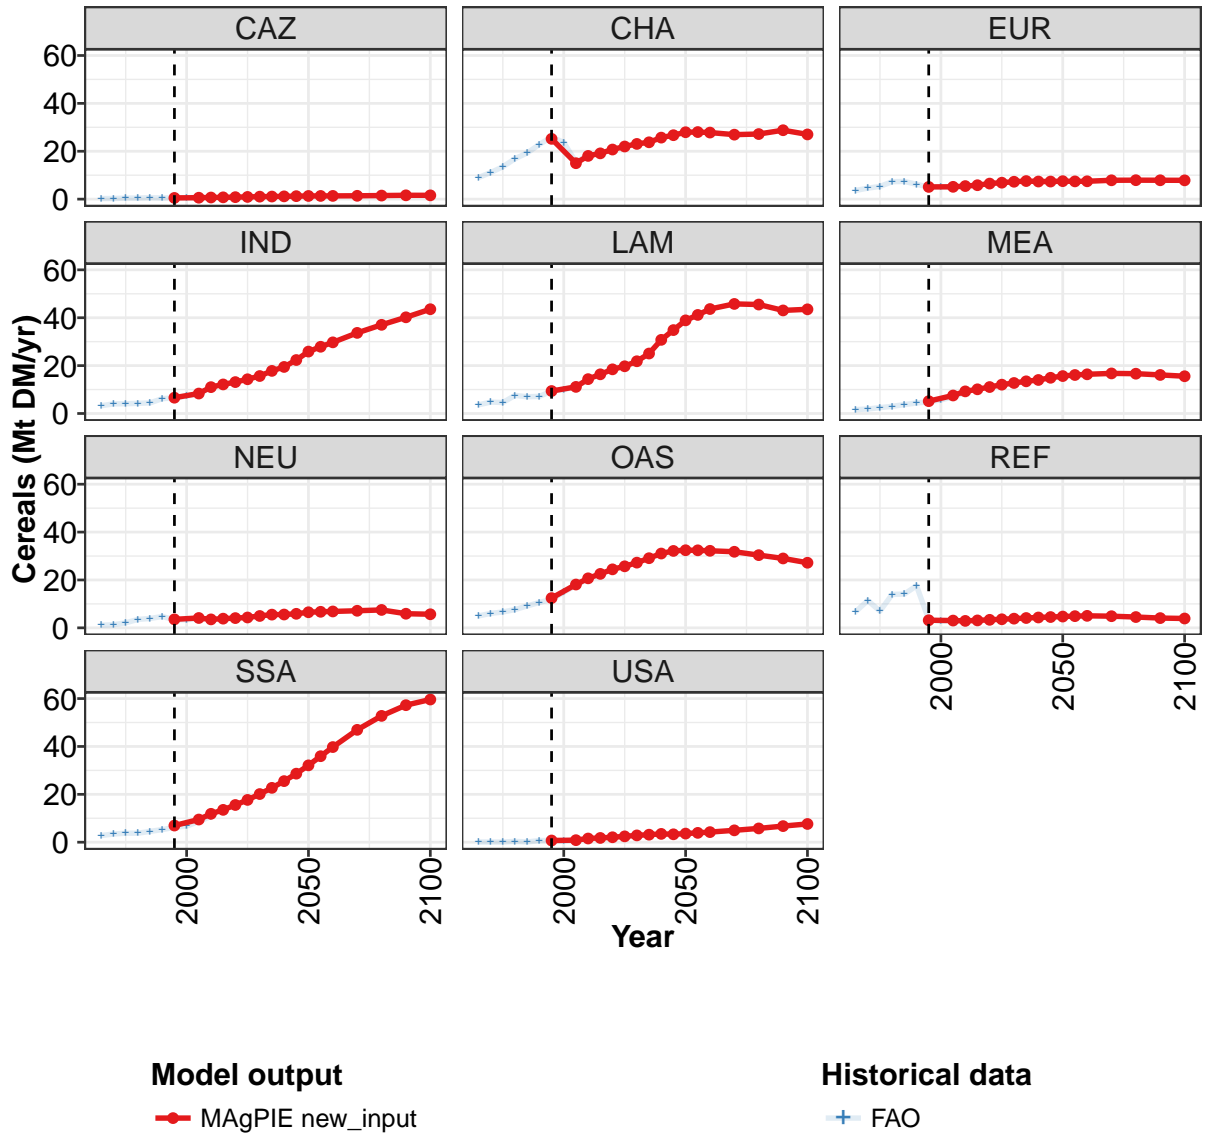 CAZ CHA EUR
60
40
20
0
IND LAM MEA
60
40
20
0
NEU OAS REF
60
40
20
0
2000 2050 2100
SSA USA
60
40
20
0
2000 2050 2100 2000 2050 2100
Cereals (Mt DM/yr)
Year
Model output Historical data
MAgPIE new_input FAO